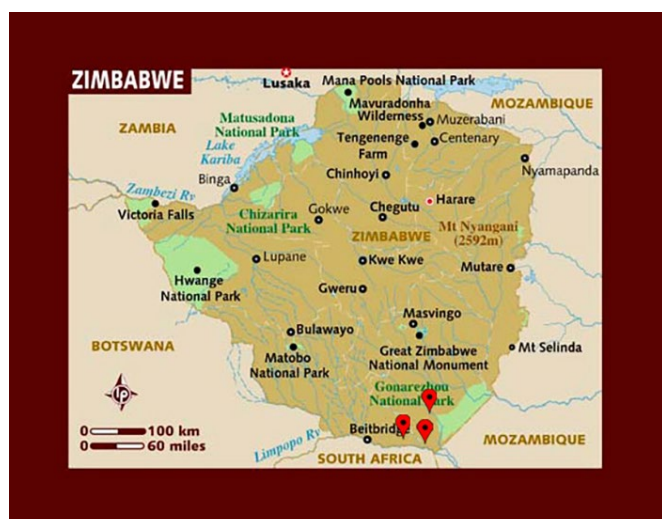 ZIMBABWE
Lusaka
Mana Pools National Park
MOZAMBIQUE
Mavuradonha
Wilderness
Muzerabani
ZAMBIA
Matusadona
National Park
Tengenenge
Farm
Centenary
Lake
Kariba
Nyamapanda
Chinhoyi
Binga
Zambezi Rv
Victoria Falls
Chizarira
National Park
Gokwe
Chegutu
Harare
ZIMBABWE
Mt Nyangani
(2592m)
Lupane
Kwe Kwe
Mutare
Hwange
National Park
Gweru
Masvingo
Bulawayo
BOTSWANA
Matobo
National Park
Great Zimbabwe
National Monument
Mt Selinda
Gonarezhou
National Park
LP
0 100 km
0 60 miles
Beitbridge
Limpopo Rv
MOZAMBIQUE
SOUTH AFRICA